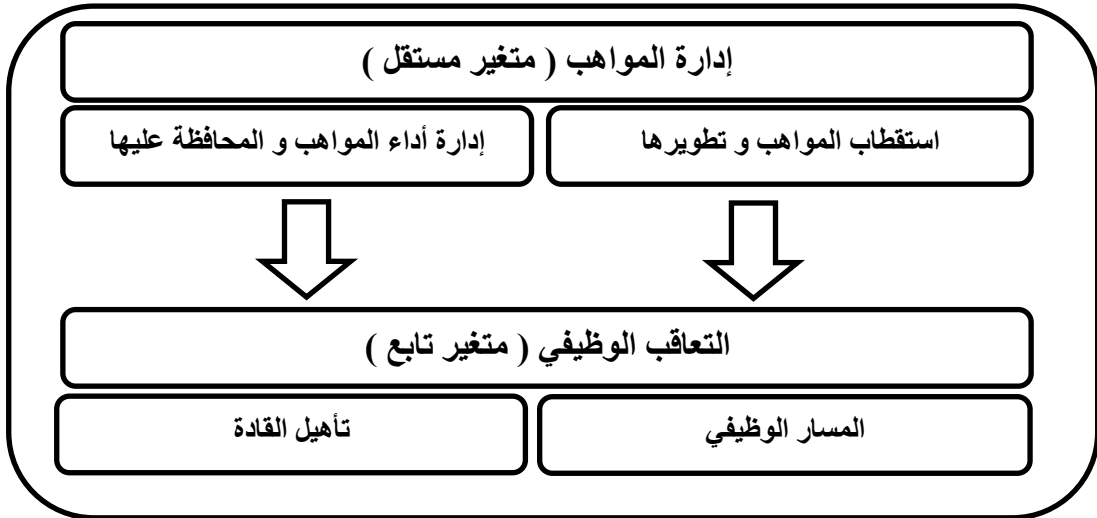 إدارة المواهب ( متغير مستقل )
استقطاب المواهب و تطويرها
إدارة أداء المواهب و المحافظة عليها
التعاقب الوظيفي ( متغير تابع )
المسار الوظيفي
تأهيل القادة